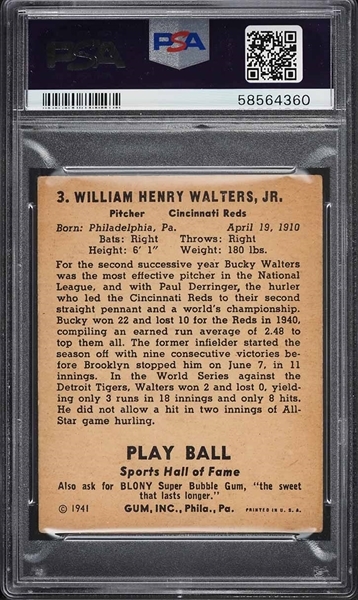 PSA
PSA
58564360
3. WILLIAM HENRY WALTERS, JR.
Pitcher Cincinnati Reds
Born: Philadelphia, Pa. April 19, 1910
Bats: Right Throws: Right
Height: 6' 1" Weight: 180 lbs.
For the second successive year Bucky Walters
was the most effective pitcher in the National
League, and with Paul Derringer, the hurler
who led the Cincinnati Reds to their second
straight pennant and a world's championship.
Bucky won 22 and lost 10 for the Reds in 1940,
compiling an earned run average of 2.48 to
top them all. The former infielder started the
season off with nine consecutive victories be-
fore Brooklyn stopped him on June 7, in 11
innings. In the World Series against the
Detroit Tigers, Walters won 2 and lost 0, yield-
ing only 3 runs in 18 innings and only 8 hits.
He did not allow a hit in two innings of All-
Star game hurling.
PLAY BALL
Sports Hall of Fame
Also ask for BLONY Super Bubble Gum, "the sweet
that lasts longer."
© 1941 GUM, INC., Phila., Pa. PRINTED IN U. S. A.